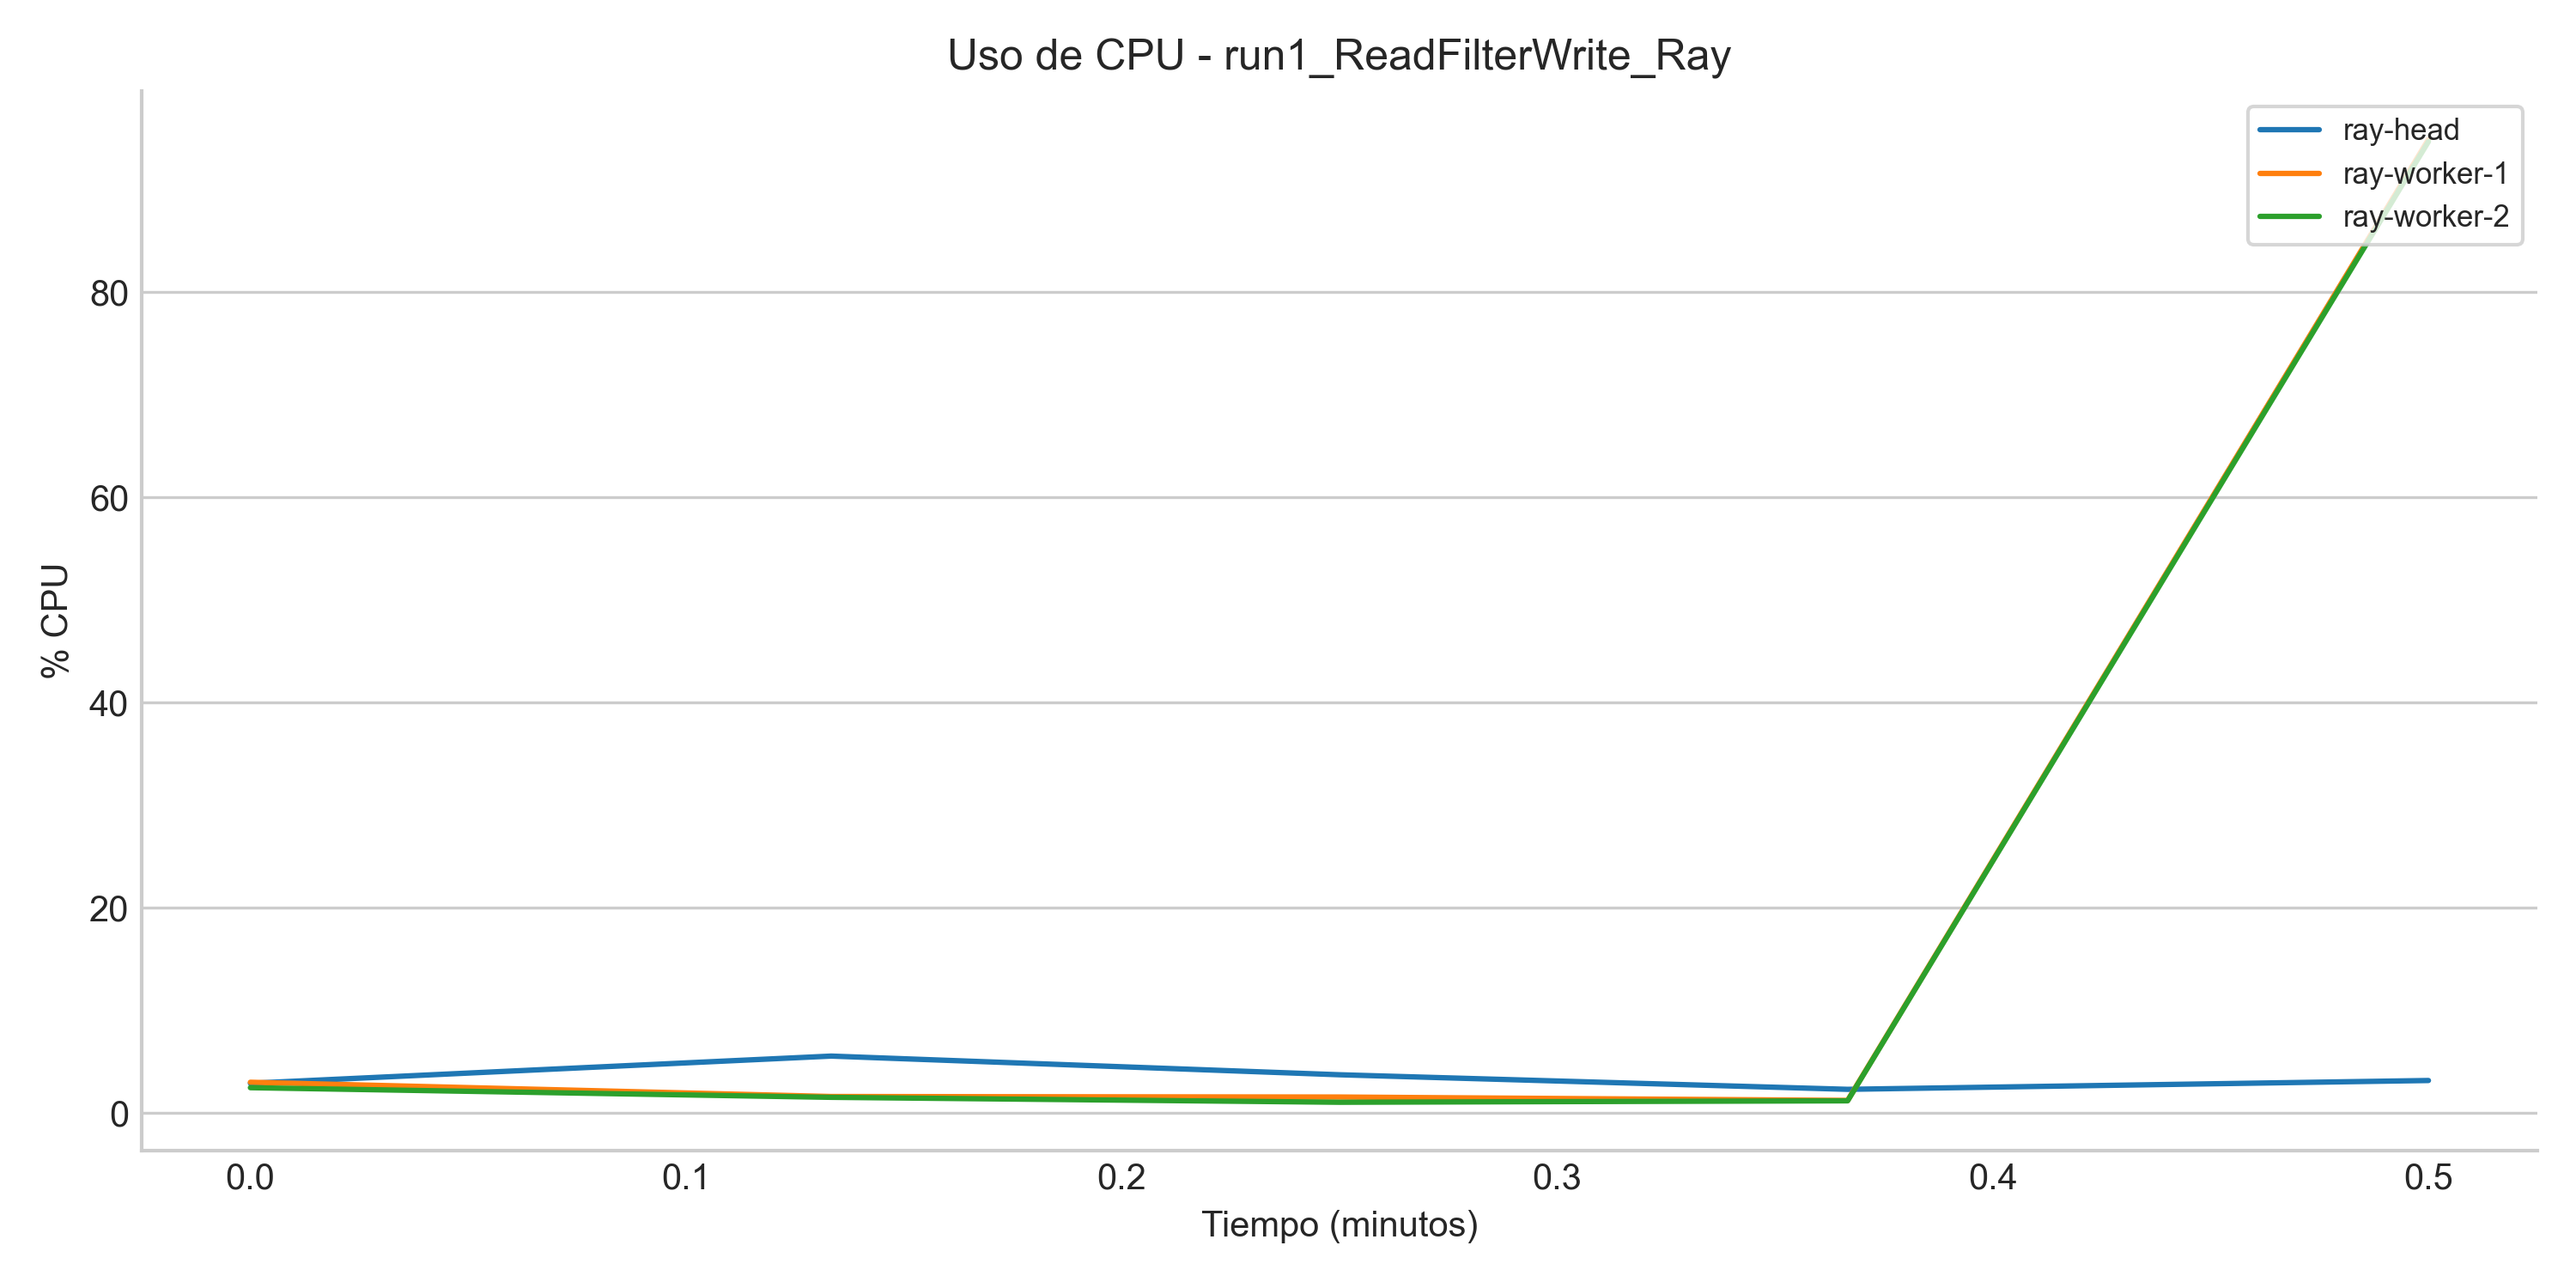 Uso de CPU - run1_ReadFilterWrite_Ray
ray-head
ray-worker-1
ray-worker-2
80
60
40
20
0
% CPU
0.0 0.1 0.2 0.3 0.4 0.5
Tiempo (minutos)